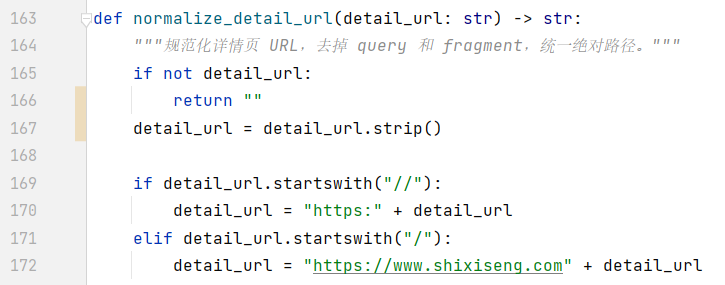 163 def normalize_detail_url(detail_url: str) -> str:
164     """规范化详情页 URL，去掉 query 和 fragment，统一绝对路径。"""
165     if not detail_url:
166         return ""
167     detail_url = detail_url.strip()
168
169     if detail_url.startswith("//"):
170         detail_url = "https:" + detail_url
171     elif detail_url.startswith("/"):
172         detail_url = "https://www.shixiseng.com" + detail_url